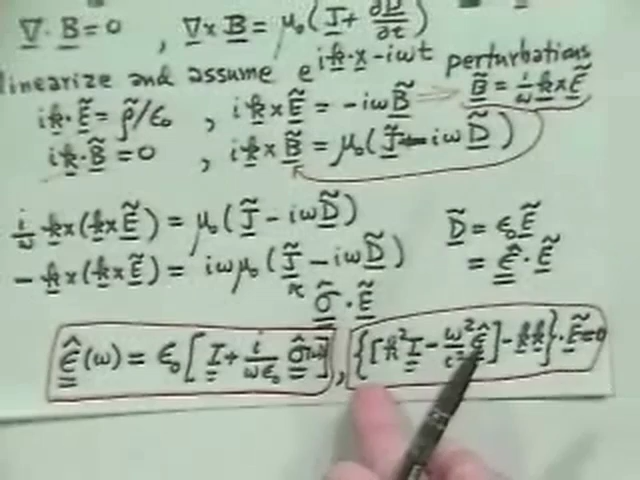 ∇ · B = 0 , ∇ x B = μ₀(J + ∂D/∂t)
linearize and assume e^{ik·x - iωt} perturbations
ik·Ẽ = ρ̃/ε₀ , ik x Ẽ = -iωB̃ → B̃ = 1/ω k x Ẽ
ik·B̃ = 0 , ik x B̃ = μ₀(J̃ - iωD̃)
i/ω k x (k x Ẽ) = μ₀(J̃ - iωD̃) D̃ = ε₀Ẽ
-k x (k x Ẽ) = iωμ₀(J̃ - iωD̃) = ε̂ · Ẽ
σ̂ · Ẽ
ε̂(ω) = ε₀[I + i/ωε₀ σ̂(ω)] , {[k²I - ω²/c² ε̂] - kk} · Ẽ = 0